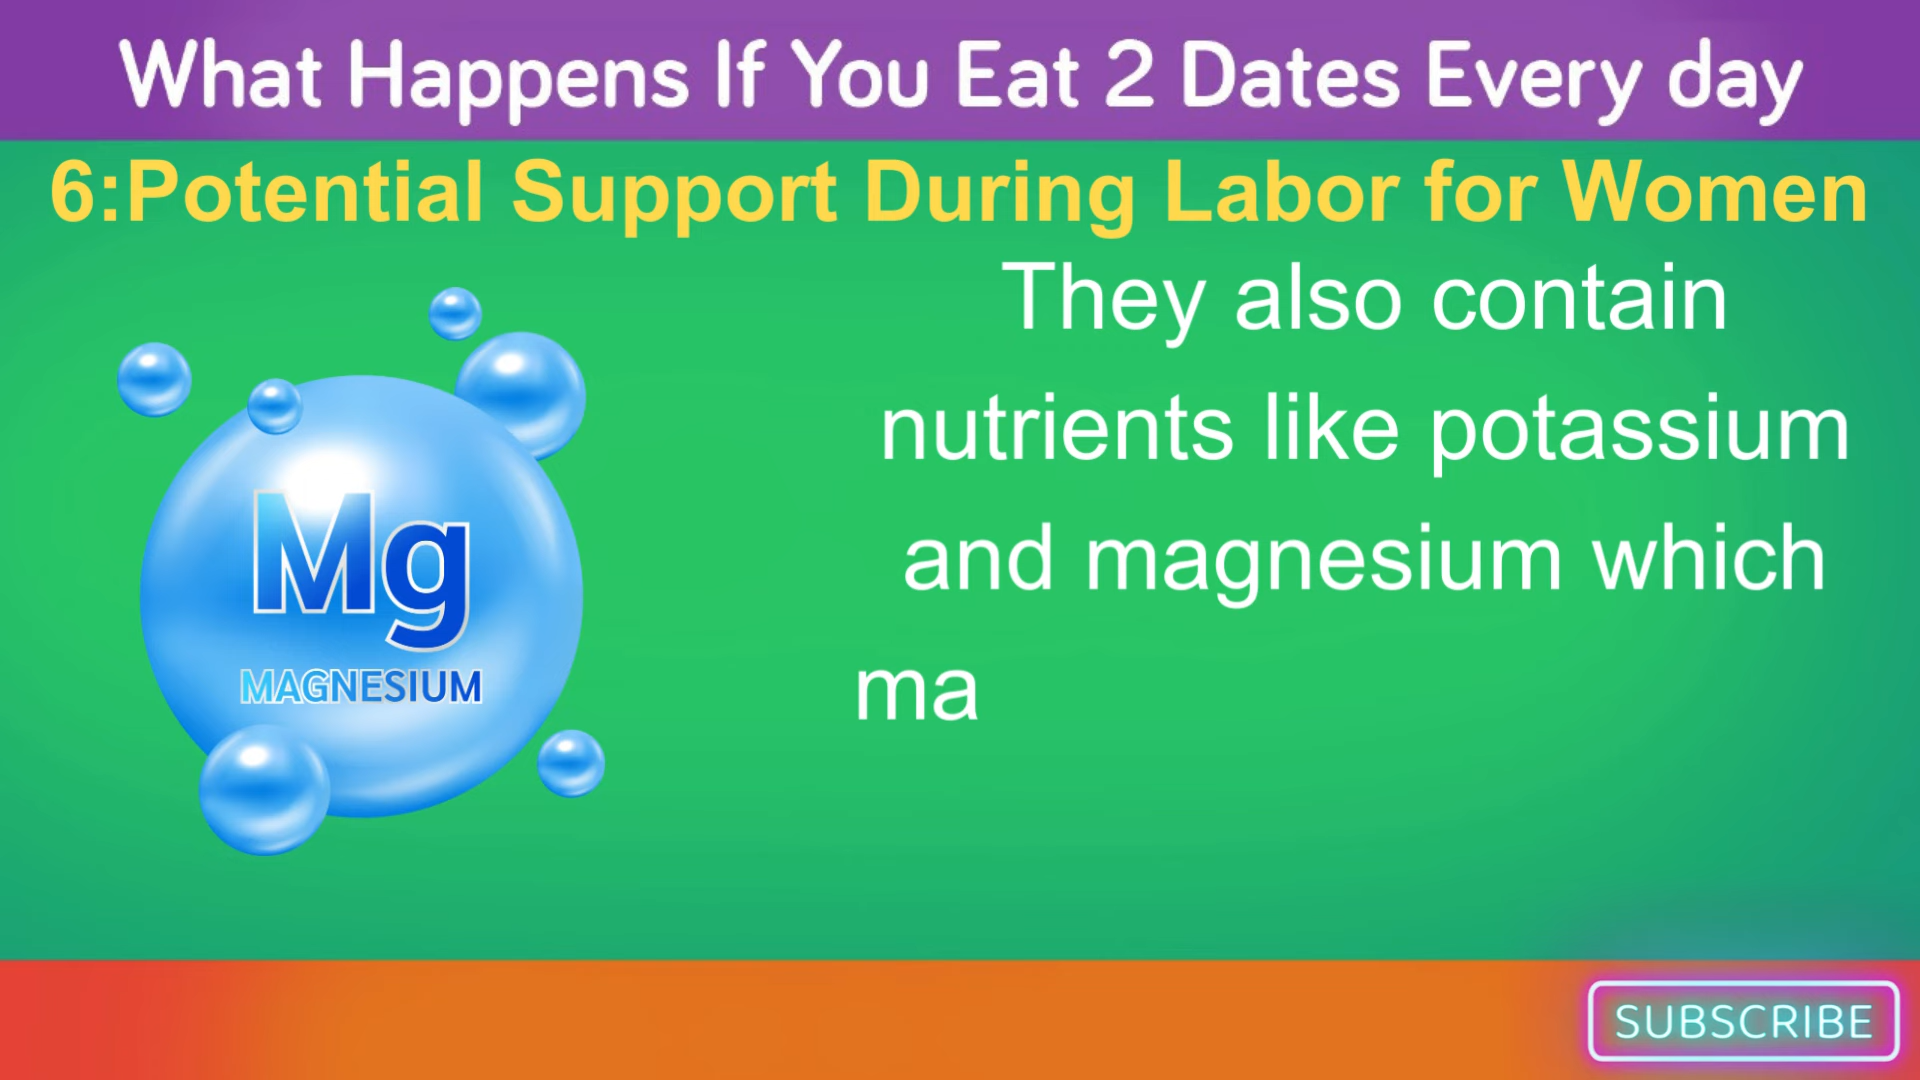 What Happens If You Eat 2 Dates Every day
6:Potential Support During Labor for Women
They also contain
nutrients like potassium
and magnesium which
ma
Mg
MAGNESIUM
SUBSCRIBE